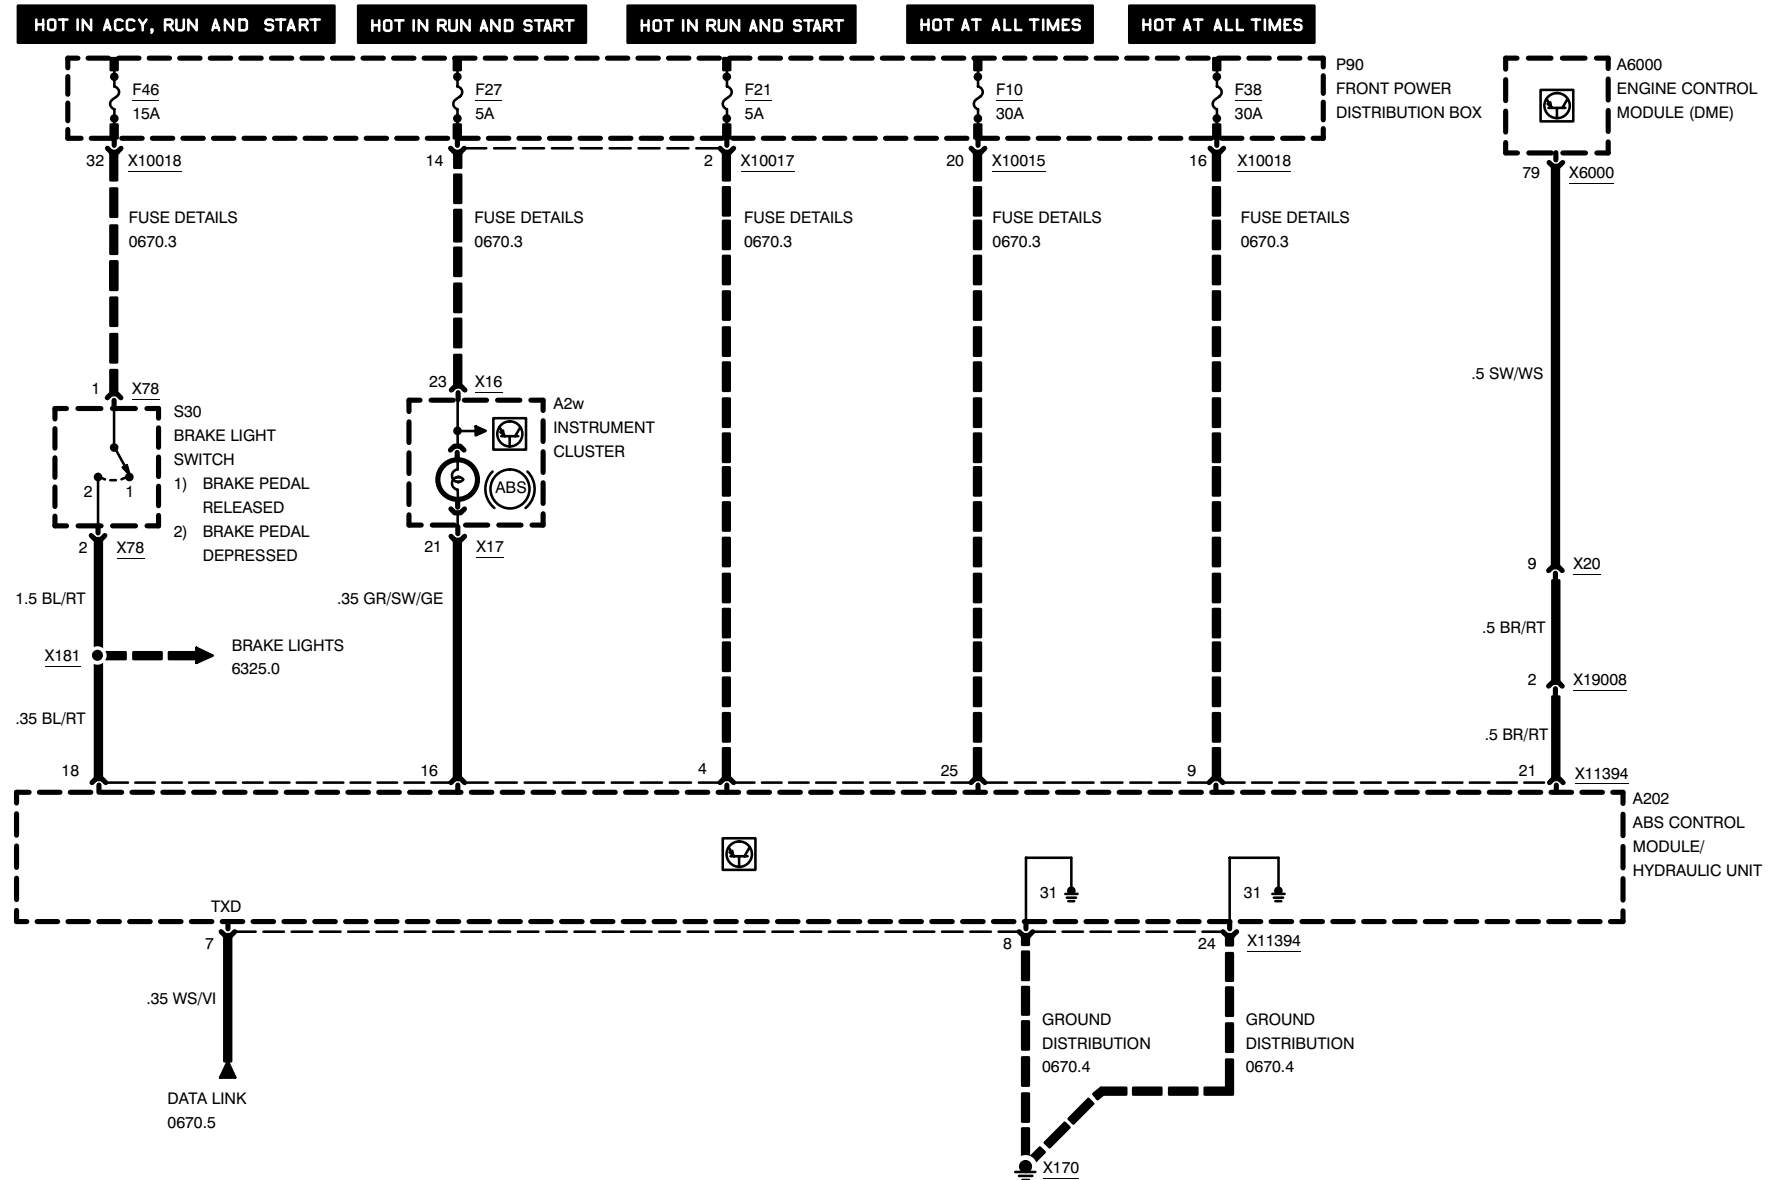 HOT IN ACCY, RUN AND START
HOT IN RUN AND START
HOT IN RUN AND START
HOT AT ALL TIMES
HOT AT ALL TIMES
F46
15A
F27
5A
F21
5A
F10
30A
F38
30A
P90
FRONT POWER
DISTRIBUTION BOX
A6000
ENGINE CONTROL
MODULE (DME)
32 X10018
14
2 X10017
20 X10015
16 X10018
79 X6000
FUSE DETAILS
0670.3
FUSE DETAILS
0670.3
FUSE DETAILS
0670.3
FUSE DETAILS
0670.3
FUSE DETAILS
0670.3
.5 SW/WS
1 X78
S30
BRAKE LIGHT
SWITCH
1) BRAKE PEDAL
RELEASED
2) BRAKE PEDAL
DEPRESSED
2 1
2 X78
23 X16
A2w
INSTRUMENT
CLUSTER
ABS
21 X17
1.5 BL/RT
.35 GR/SW/GE
X181
BRAKE LIGHTS
6325.0
.35 BL/RT
9 X20
.5 BR/RT
2 X19008
.5 BR/RT
18
16
4
25
9
21 X11394
A202
ABS CONTROL
MODULE/
HYDRAULIC UNIT
31
31
TXD
7
8
24 X11394
.35 WS/VI
DATA LINK
0670.5
GROUND
DISTRIBUTION
0670.4
GROUND
DISTRIBUTION
0670.4
X170